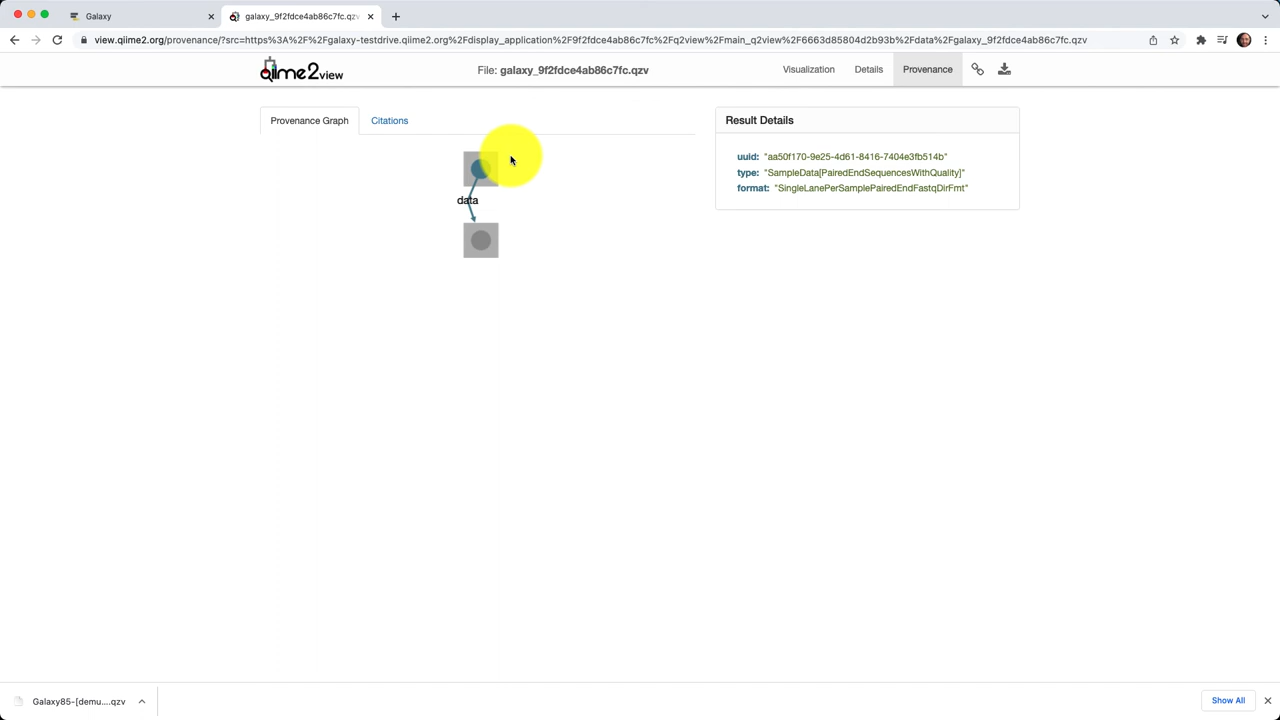 Galaxy
galaxy_9f2fdce4ab86c7fc.qzv
view.qiime2.org/provenance/?src=https%3A%2F%2Fgalaxy-testdrive.qiime2.org%2Fdisplay_application%2F9f2fdce4ab86c7fc%2Fq2view%2Fmain_q2view%2F6663d85804d2b93b%2Fdata%2Fgalaxy_9f2fdce4ab86c7fc.qzv
qiime2view
File: galaxy_9f2fdce4ab86c7fc.qzv
Visualization
Details
Provenance
Provenance Graph
Citations
data
Result Details
uuid: "aa50f170-9e25-4d61-8416-7404e3fb514b"
type: "SampleData[PairedEndSequencesWithQuality]"
format: "SingleLanePerSamplePairedEndFastqDirFmt"
Galaxy85-[demu....qzv
Show All